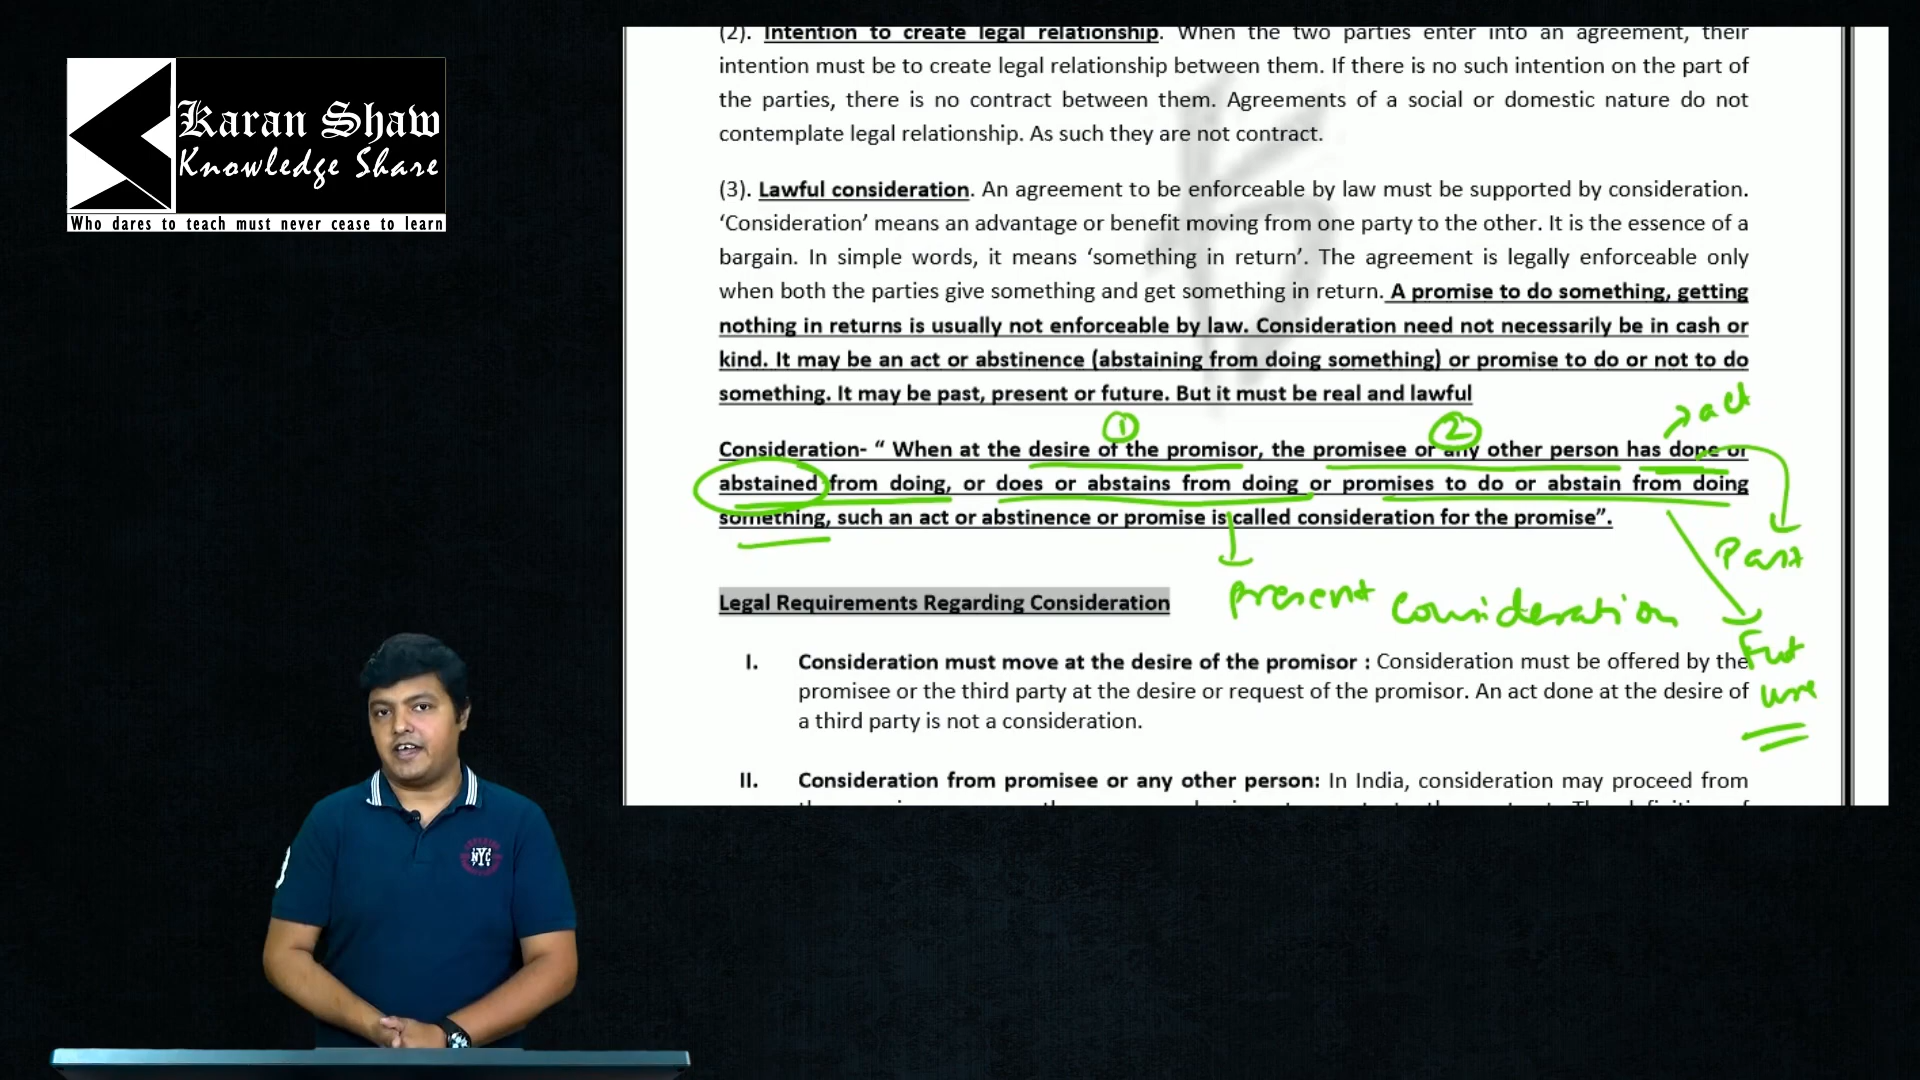 Karan Shaw
Knowledge Share
Who dares to teach must never cease to learn
(2). Intention to create legal relationship. When the two parties enter into an agreement, their
intention must be to create legal relationship between them. If there is no such intention on the part of
the parties, there is no contract between them. Agreements of a social or domestic nature do not
contemplate legal relationship. As such they are not contract.
(3). Lawful consideration. An agreement to be enforceable by law must be supported by consideration.
‘Consideration’ means an advantage or benefit moving from one party to the other. It is the essence of a
bargain. In simple words, it means ‘something in return’. The agreement is legally enforceable only
when both the parties give something and get something in return. A promise to do something, getting
nothing in returns is usually not enforceable by law. Consideration need not necessarily be in cash or
kind. It may be an act or abstinence (abstaining from doing something) or promise to do or not to do
something. It may be past, present or future. But it must be real and lawful
act
1 2
Consideration- “ When at the desire of the promisor, the promisee or any other person has done or
abstained from doing, or does or abstains from doing or promises to do or abstain from doing
something, such an act or abstinence or promise is called consideration for the promise”.
Past
Present Consideration
Legal Requirements Regarding Consideration
Fut
ure
I. Consideration must move at the desire of the promisor : Consideration must be offered by the
promisee or the third party at the desire or request of the promisor. An act done at the desire of
a third party is not a consideration.
II. Consideration from promisee or any other person: In India, consideration may proceed from
NYC